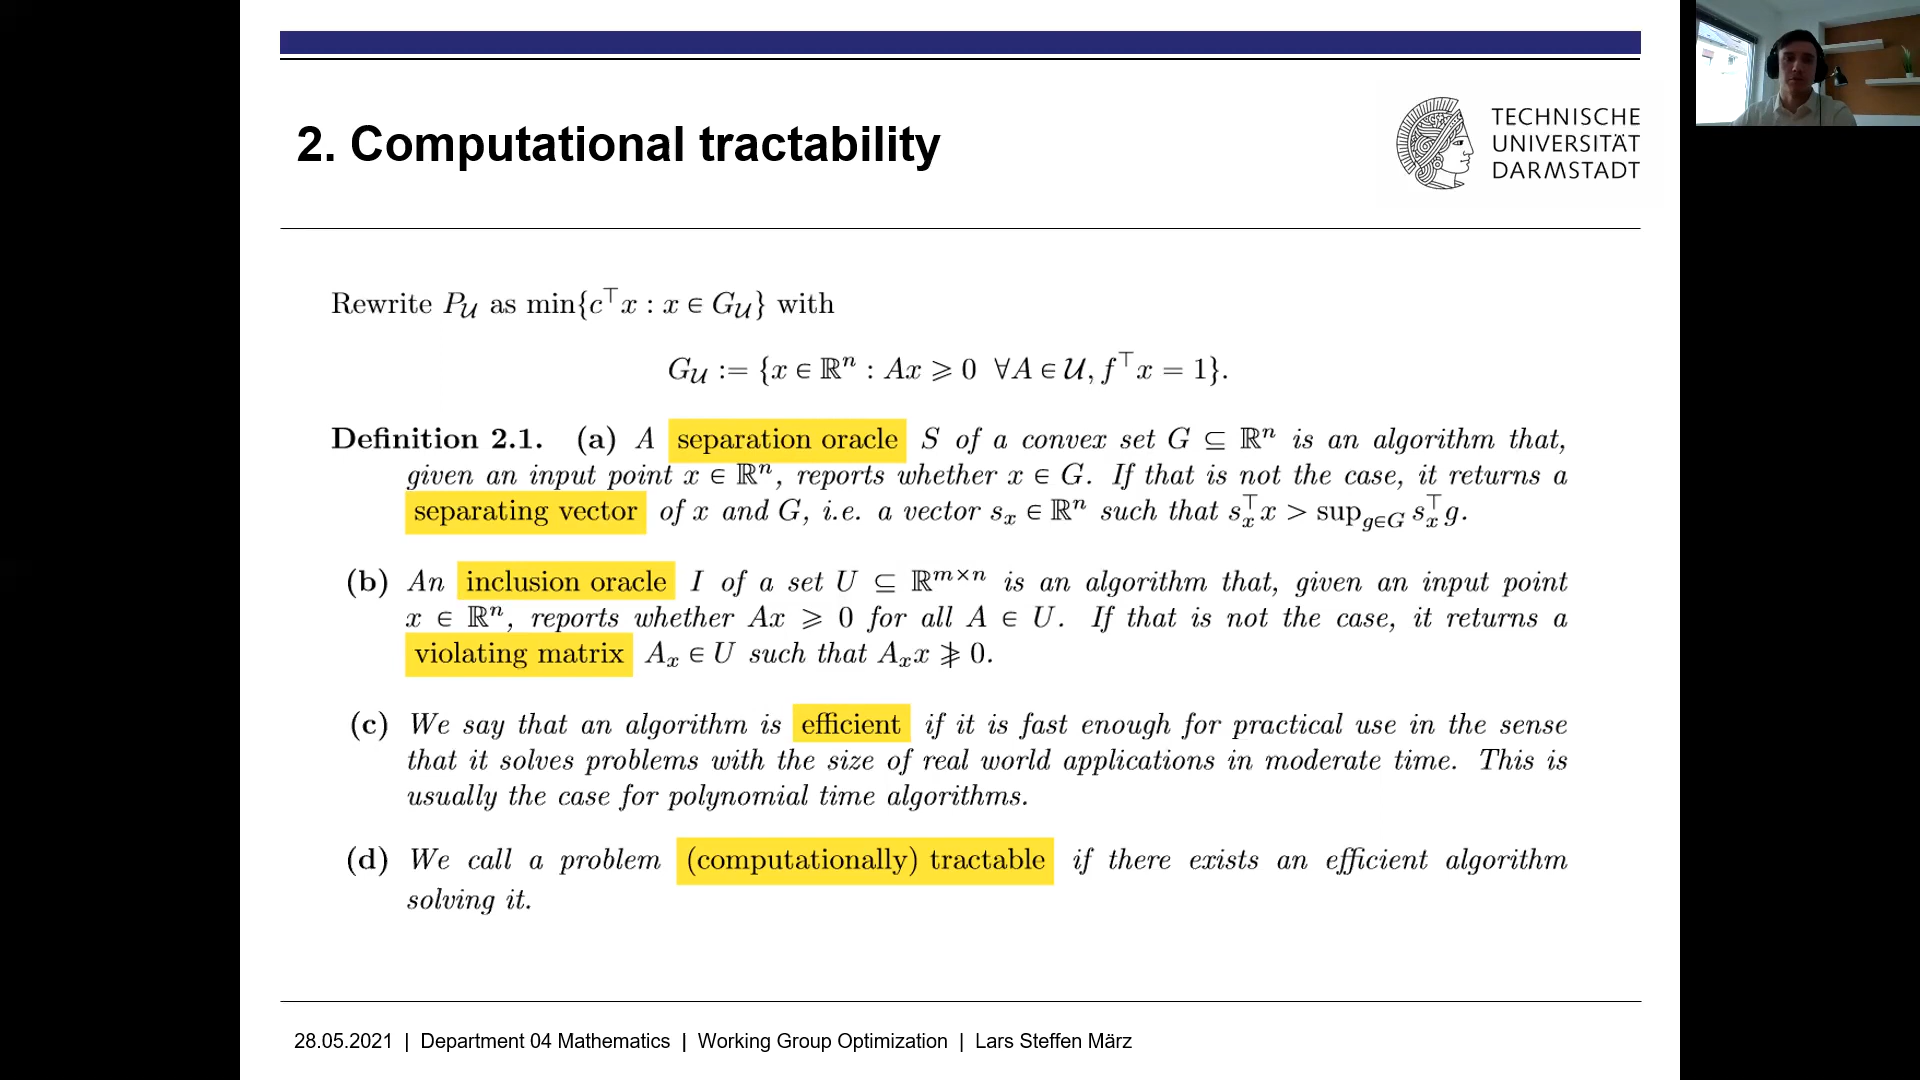 2. Computational tractability
TECHNISCHE
UNIVERSITÄT
DARMSTADT
Rewrite P_𝒰 as min{c^⊤x : x ∈ G_𝒰} with
G_𝒰 := {x ∈ ℝ^n : Ax ⩾ 0 ∀A ∈ 𝒰, f^⊤x = 1}.
Definition 2.1. (a) A separation oracle S of a convex set G ⊆ ℝ^n is an algorithm that,
given an input point x ∈ ℝ^n, reports whether x ∈ G. If that is not the case, it returns a
separating vector of x and G, i.e. a vector s_x ∈ ℝ^n such that s_x^⊤x > sup_{g∈G} s_x^⊤g.
(b) An inclusion oracle I of a set U ⊆ ℝ^{m×n} is an algorithm that, given an input point
x ∈ ℝ^n, reports whether Ax ⩾ 0 for all A ∈ U. If that is not the case, it returns a
violating matrix A_x ∈ U such that A_x x ⩾̸ 0.
(c) We say that an algorithm is efficient if it is fast enough for practical use in the sense
that it solves problems with the size of real world applications in moderate time. This is
usually the case for polynomial time algorithms.
(d) We call a problem (computationally) tractable if there exists an efficient algorithm
solving it.
28.05.2021 | Department 04 Mathematics | Working Group Optimization | Lars Steffen März